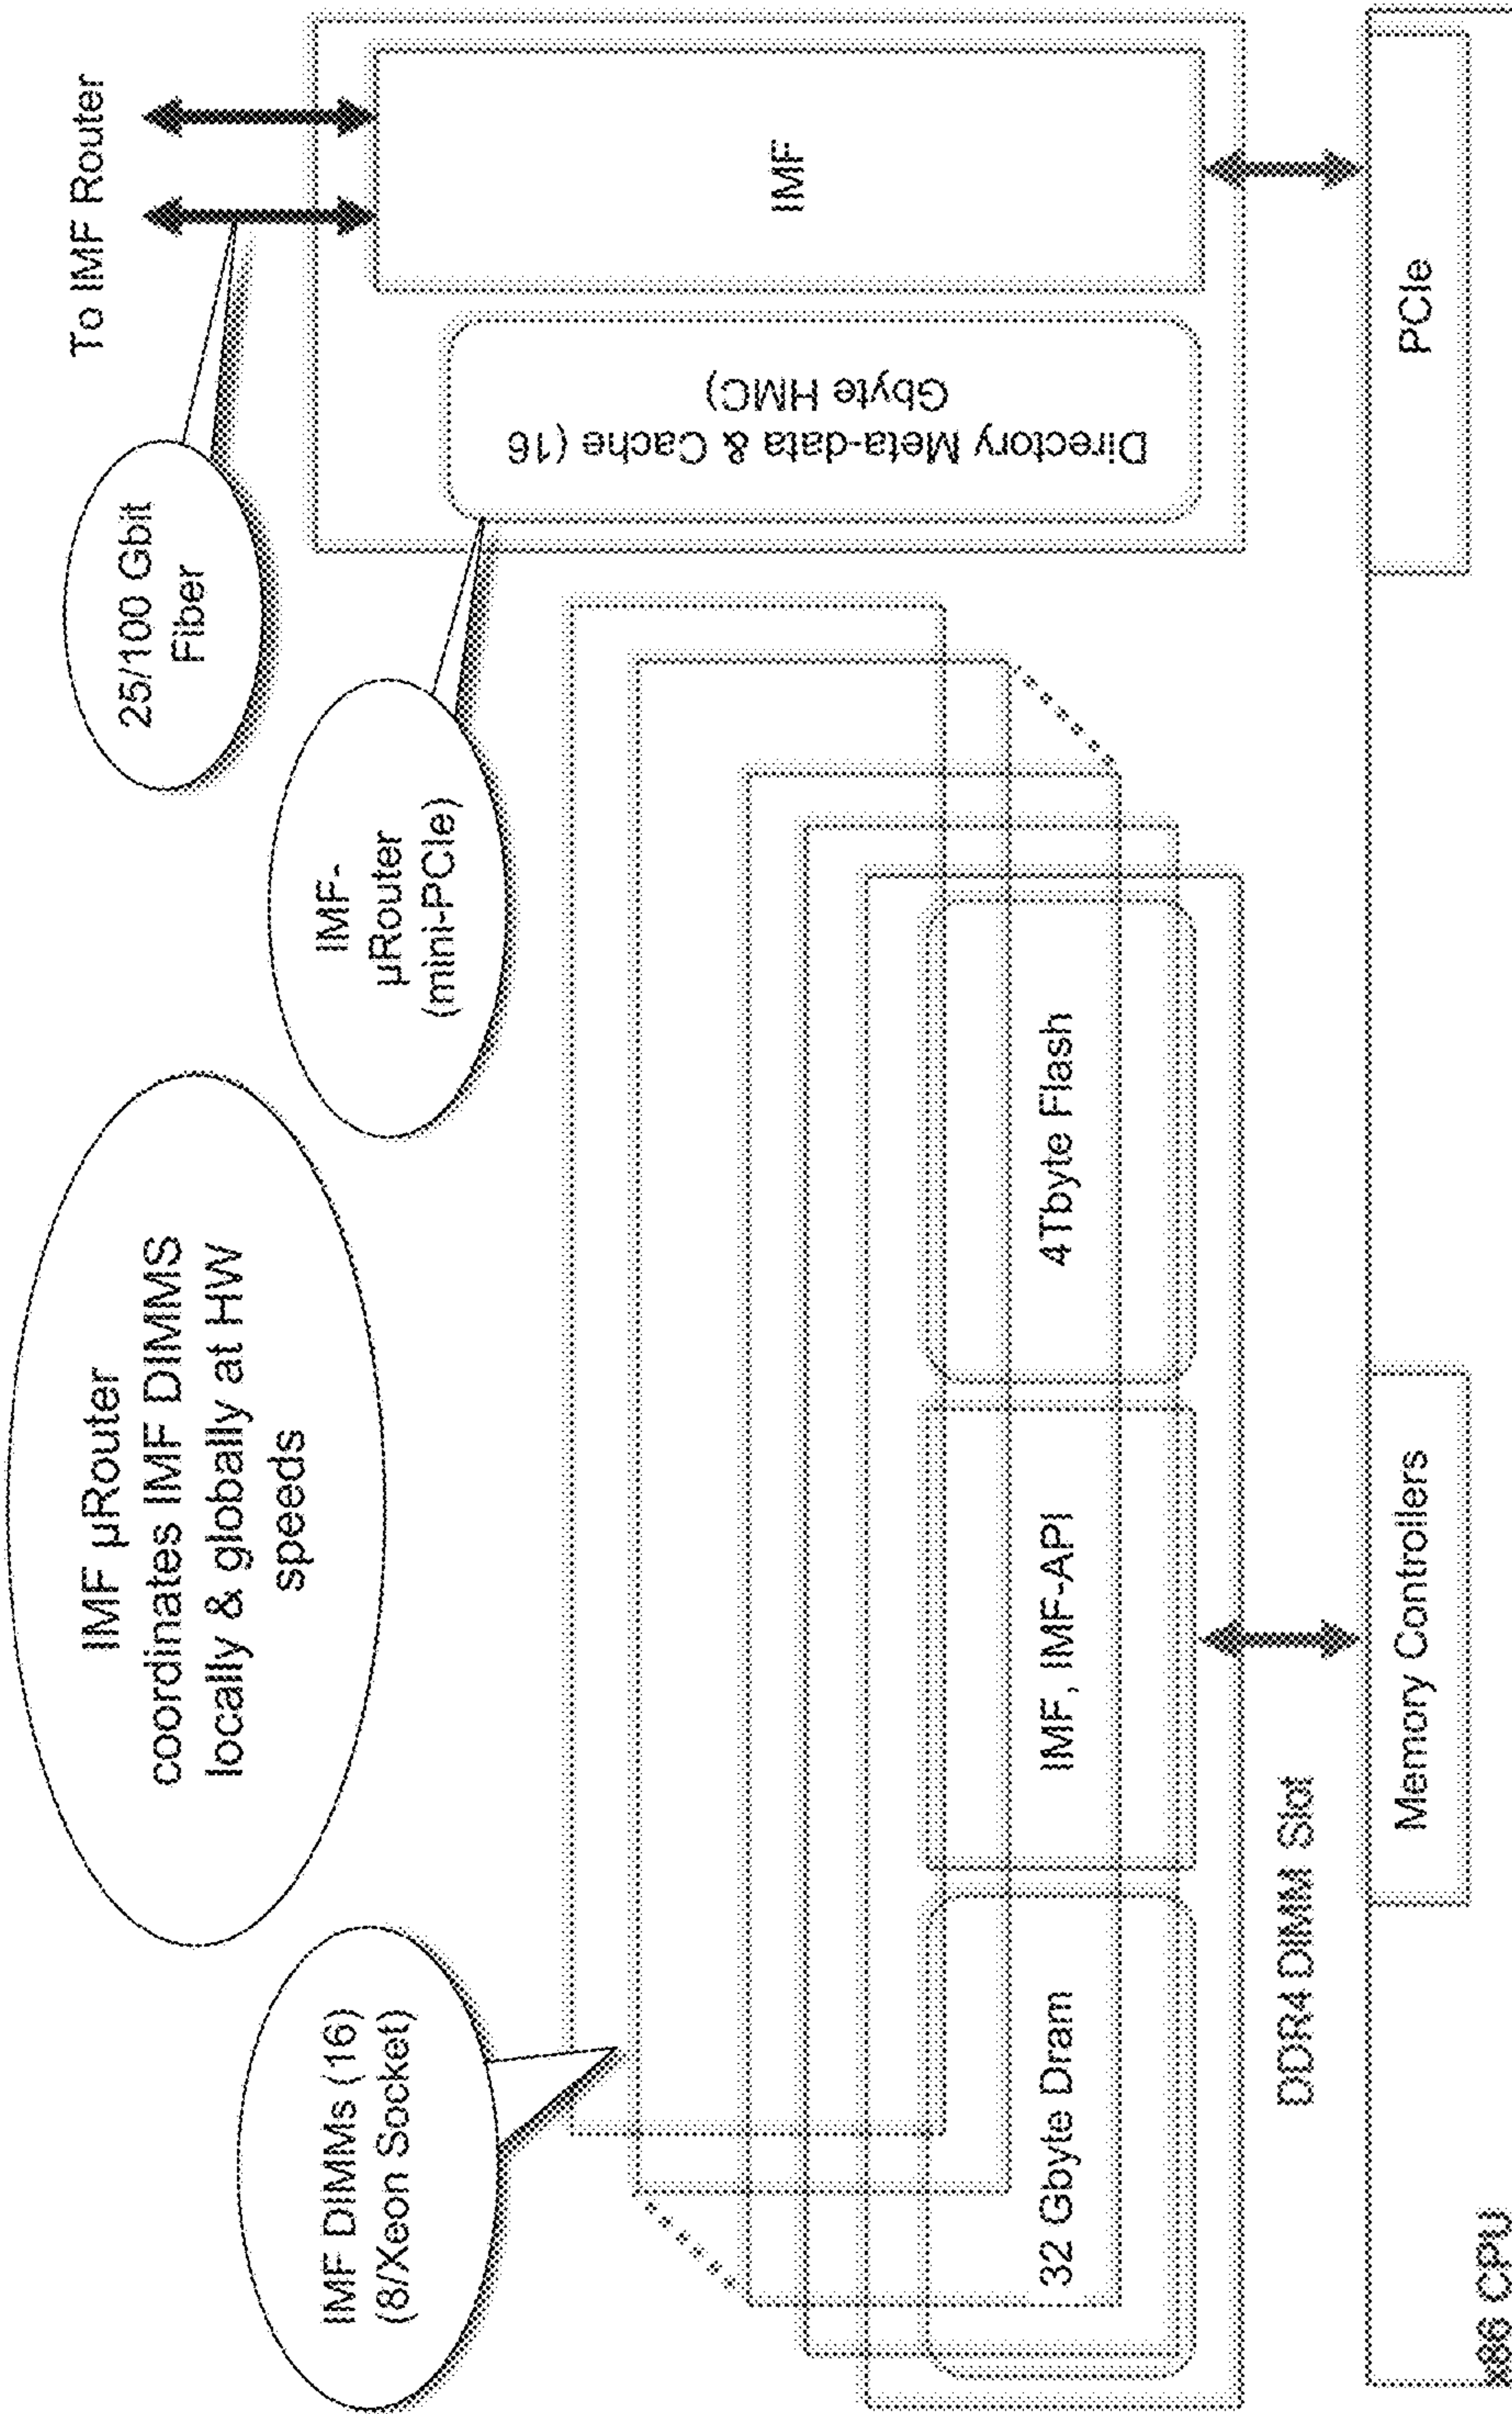 IMF μRouter
coordinates IMF DIMMS
locally & globally at HW
speeds
To IMF Router
25/100 Gbit
Fiber
IMF DIMMs (16)
(8/Xeon Socket)
IMF-
μRouter
(mini-PCIe)
Directory Meta-data & Cache (16
Gbyte HMC)
IMF
32 Gbyte Dram
IMF, IMF-API
4Tbyte Flash
DDR4 DIMM Slot
Memory Controllers
PCIe
x86 CPU